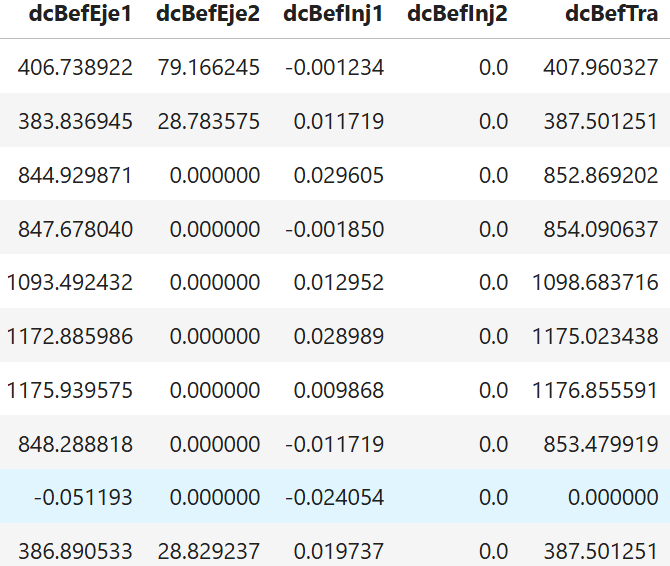 dcBefEje1 dcBefEje2 dcBefInj1 dcBefInj2 dcBefTra
406.738922 79.166245 -0.001234 0.0 407.960327
383.836945 28.783575 0.011719 0.0 387.501251
844.929871 0.000000 0.029605 0.0 852.869202
847.678040 0.000000 -0.001850 0.0 854.090637
1093.492432 0.000000 0.012952 0.0 1098.683716
1172.885986 0.000000 0.028989 0.0 1175.023438
1175.939575 0.000000 0.009868 0.0 1176.855591
848.288818 0.000000 -0.011719 0.0 853.479919
-0.051193 0.000000 -0.024054 0.0 0.000000
386.890533 28.829237 0.019737 0.0 387.501251